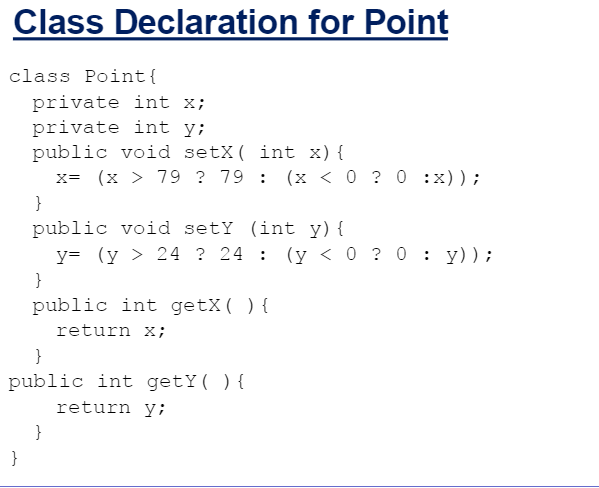 Class Declaration for Point
class Point{
  private int x;
  private int y;
  public void setX( int x){
    x= (x > 79 ? 79 : (x < 0 ? 0 :x));
  }
  public void setY (int y){
    y= (y > 24 ? 24 : (y < 0 ? 0 : y));
  }
  public int getX( ){
    return x;
  }
public int getY( ){
    return y;
  }
}